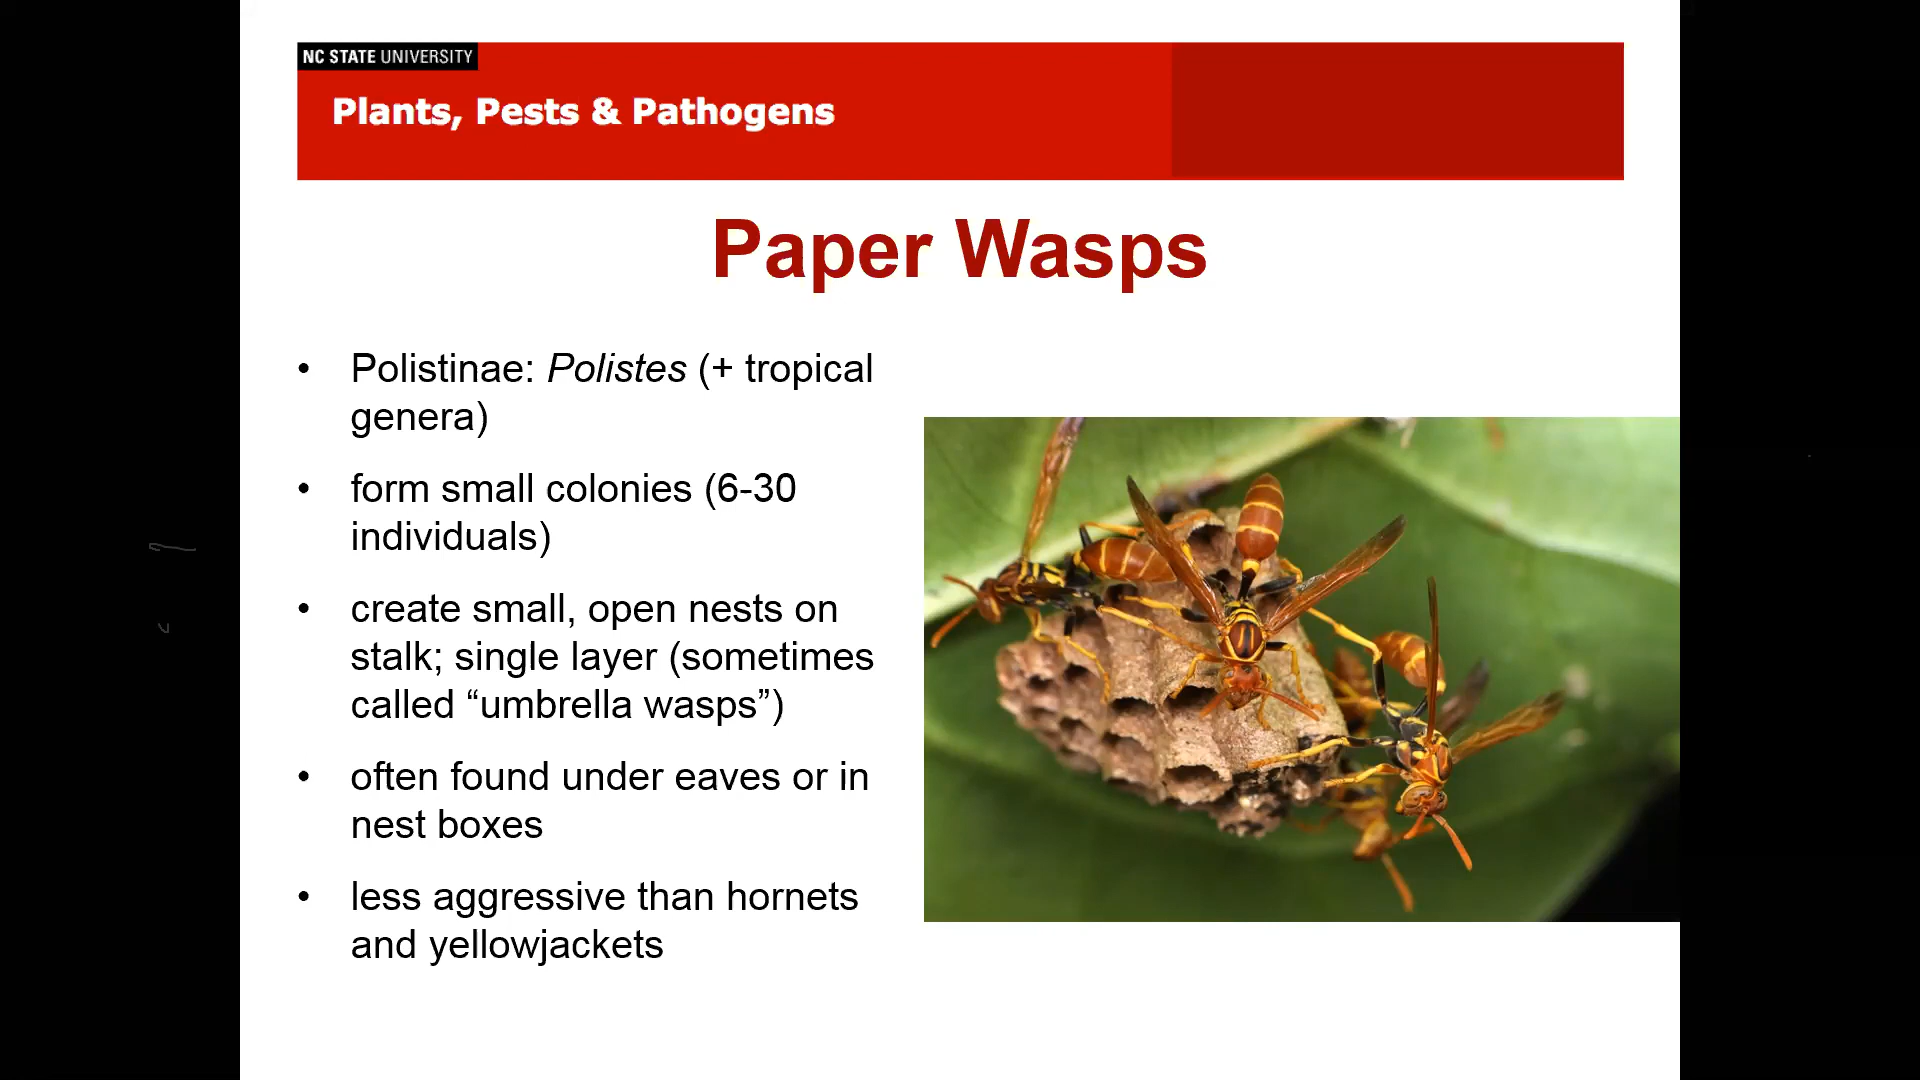 NC STATE UNIVERSITY
Plants, Pests & Pathogens
Paper Wasps
• Polistinae: Polistes (+ tropical
genera)
• form small colonies (6-30
individuals)
• create small, open nests on
stalk; single layer (sometimes
called “umbrella wasps”)
• often found under eaves or in
nest boxes
• less aggressive than hornets
and yellowjackets